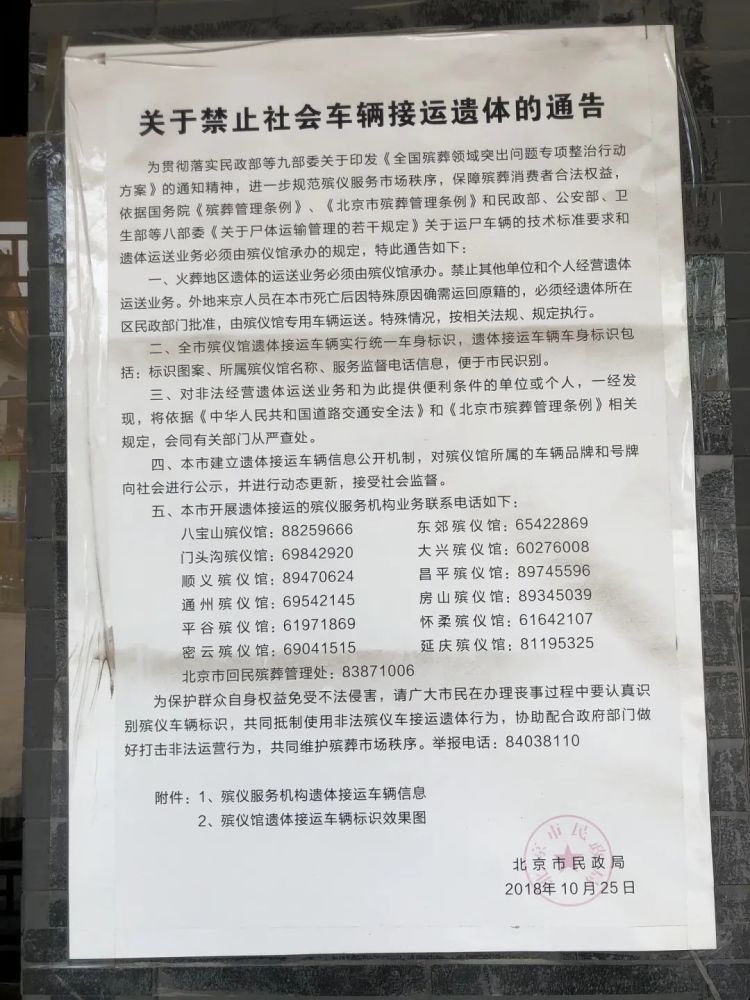 关于禁止社会车辆接运遗体的通告
为贯彻落实民政部等九部委关于印发《全国殡葬领域突出问题专项整治行动
方案》的通知精神，进一步规范殡仪服务市场秩序，保障殡葬消费者合法权益，
依据国务院《殡葬管理条例》、《北京市殡葬管理条例》和民政部、公安部、卫
生部等八部委《关于尸体运输管理的若干规定》关于运尸车辆的技术标准要求和
遗体运送业务必须由殡仪馆承办的规定，特此通告如下：
一、火葬地区遗体的运送业务必须由殡仪馆承办。禁止其他单位和个人经营遗体
运送业务。外地来京人员在本市死亡后因特殊原因确需运回原籍的，必须经遗体所在
区民政部门批准，由殡仪馆专用车辆运送。特殊情况，按相关法规、规定执行。
二、全市殡仪馆遗体接运车辆实行统一车身标识，遗体接运车辆车身标识包
括：标识图案、所属殡仪馆名称、服务监督电话信息，便于市民识别。
三、对非法经营遗体运送业务和为此提供便利条件的单位或个人，一经发
现，将依据《中华人民共和国道路交通安全法》和《北京市殡葬管理条例》相关
规定，会同有关部门从严查处。
四、本市建立遗体接运车辆信息公开机制，对殡仪馆所属的车辆品牌和号牌
向社会进行公示，并进行动态更新，接受社会监督。
五、本市开展遗体接运的殡仪服务机构业务联系电话如下：
八宝山殡仪馆：88259666 东郊殡仪馆：65422869
门头沟殡仪馆：69842920 大兴殡仪馆：60276008
顺义殡仪馆：89470624 昌平殡仪馆：89745596
通州殡仪馆：69542145 房山殡仪馆：89345039
平谷殡仪馆：61971869 怀柔殡仪馆：61642107
密云殡仪馆：69041515 延庆殡仪馆：81195325
北京市回民殡葬管理处：83871006
为保护群众自身权益免受不法侵害，请广大市民在办理丧事过程中要认真识
别殡仪车辆标识，共同抵制使用非法殡仪车接运遗体行为，协助配合政府部门做
好打击非法运营行为，共同维护殡葬市场秩序。举报电话：84038110
附件：1、殡仪服务机构遗体接运车辆信息
2、殡仪馆遗体接运车辆标识效果图
北京市民政局
2018年10月25日
北京市民政局